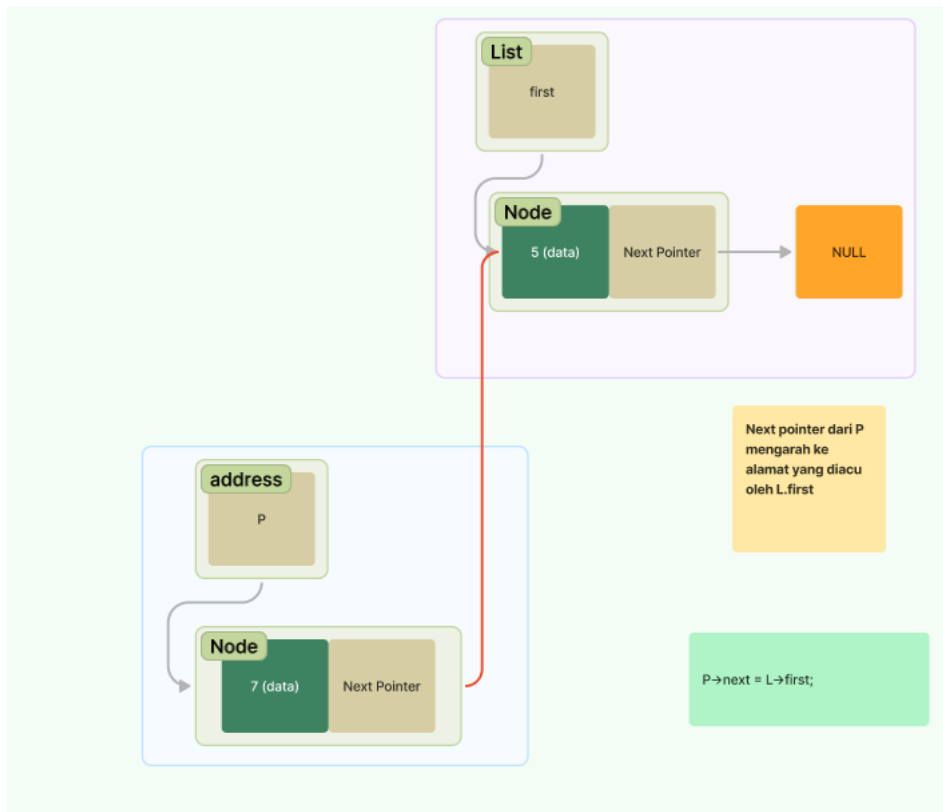 List
first
Node
5 (data)
Next Pointer
NULL
Next pointer dari P
mengarah ke
alamat yang diacu
oleh L.first
address
P
Node
7 (data)
Next Pointer
P→next = L→first;